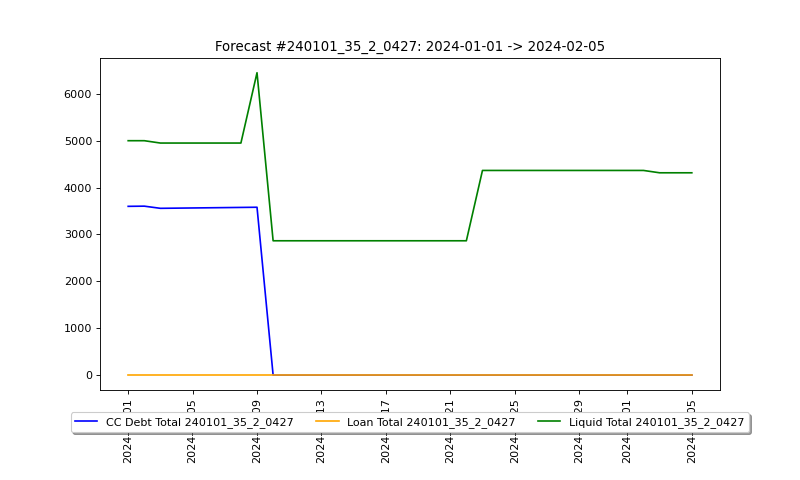 Forecast #240101_35_2_0427: 2024-01-01 -> 2024-02-05
6000
5000
4000
3000
2000
1000
0
CC Debt Total 240101_35_2_0427
Loan Total 240101_35_2_0427
Liquid Total 240101_35_2_0427